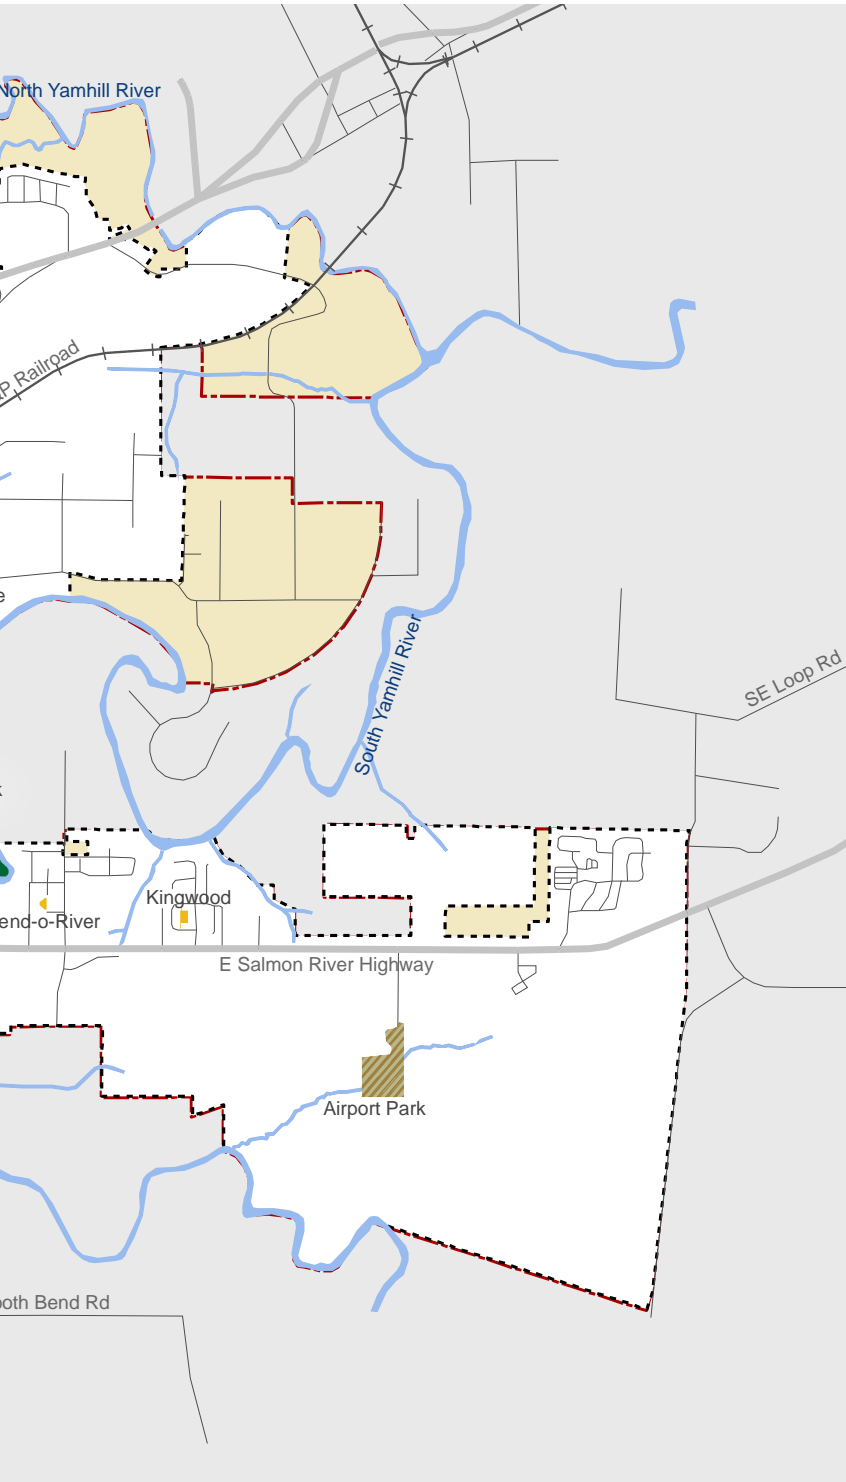 North Yamhill River
P Railroad
e
South Yamhill River
SE Loop Rd
k
Kingwood
end-o-River
E Salmon River Highway
Airport Park
ooth Bend Rd